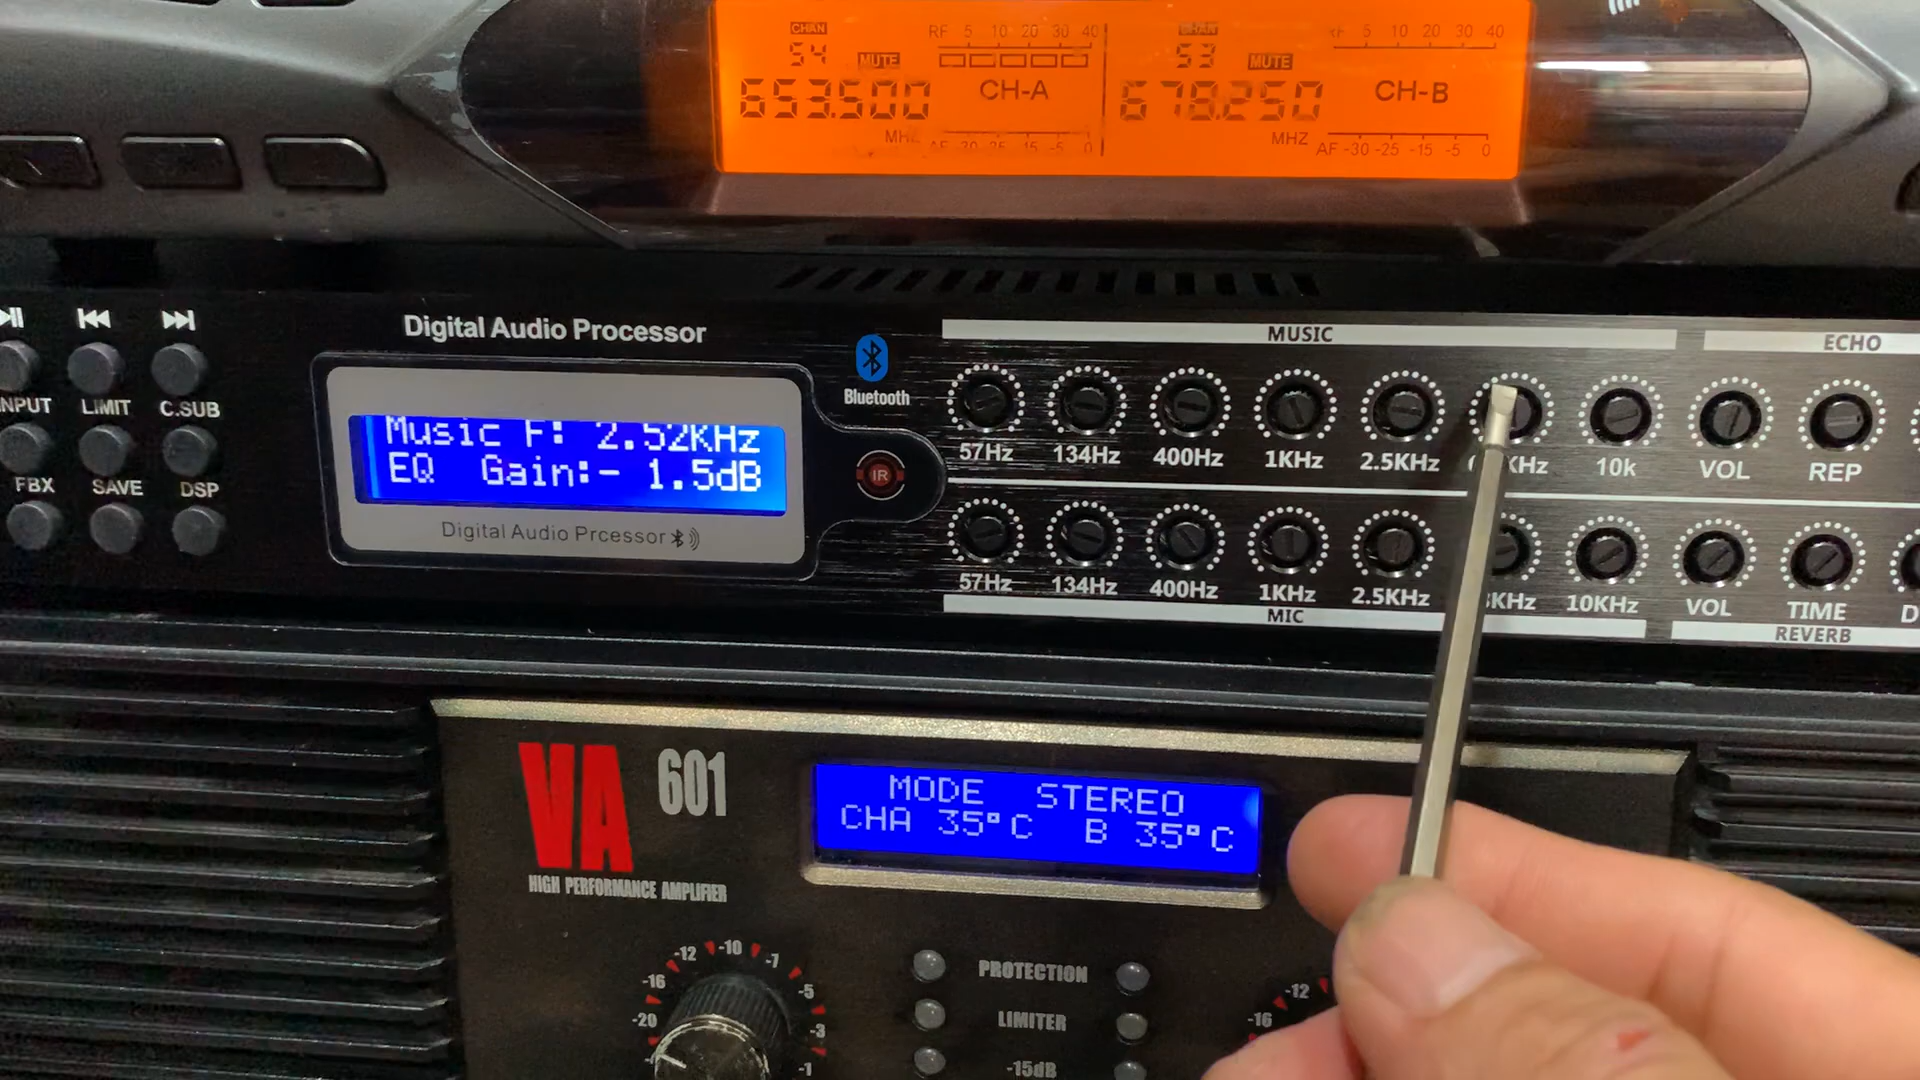 CHAN
54 MUTE
653.500
MHZ
RF 5 10 20 30 40
CH-A
53 MUTE
678.250
MHZ
5 10 20 30 40
CH-B
AF -30 -25 -15 -5 0
Digital Audio Processor
Bluetooth
MUSIC
ECHO
LIMIT
C.SUB
FBX
SAVE
DSP
Music F: 2.52KHz
EQ Gain:- 1.5dB
Digital Audio Prcessor
IR
57Hz 134Hz 400Hz 1KHz 2.5KHz 10k VOL REP
57Hz 134Hz 400Hz 1KHz 2.5KHz 10KHz VOL TIME
MIC
REVERB
VA 601
HIGH PERFORMANCE AMPLIFIER
MODE STEREO
CHA 35°C B 35°C
-20 -16 -12 -10 -7 -5 -3 -1
PROTECTION
LIMITER
-15dB
-16 -12